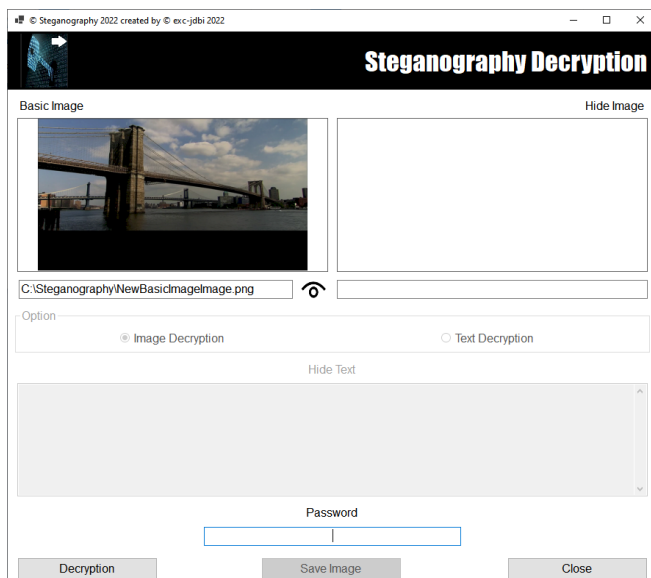 © Steganography 2022 created by © exc-jdbi 2022
Steganography Decryption
Basic Image
Hide Image
C:\Steganography\NewBasicImageImage.png
Option
Image Decryption
Text Decryption
Hide Text
Password
Decryption
Save Image
Close